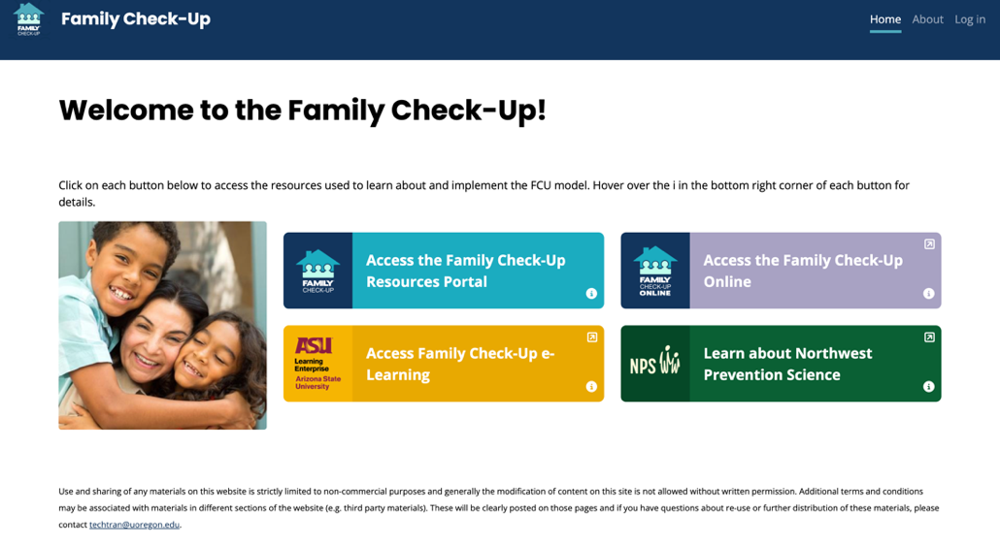 FAMILY
CHECK-UP
Family Check-Up
Home About Log in
Welcome to the Family Check-Up!
Click on each button below to access the resources used to learn about and implement the FCU model. Hover over the i in the bottom right corner of each button for
details.
FAMILY
CHECK-UP
Access the Family Check-Up
Resources Portal
i
FAMILY
CHECK-UP
ONLINE
Access the Family Check-Up
Online
i
ASU
Learning
Enterprise
Arizona State
University
Access Family Check-Up e-
Learning
i
NPS
Learn about Northwest
Prevention Science
i
Use and sharing of any materials on this website is strictly limited to non-commercial purposes and generally the modification of content on this site is not allowed without written permission. Additional terms and conditions
may be associated with materials in different sections of the website (e.g. third party materials). These will be clearly posted on those pages and if you have questions about re-use or further distribution of these materials, please
contact techtran@uoregon.edu.